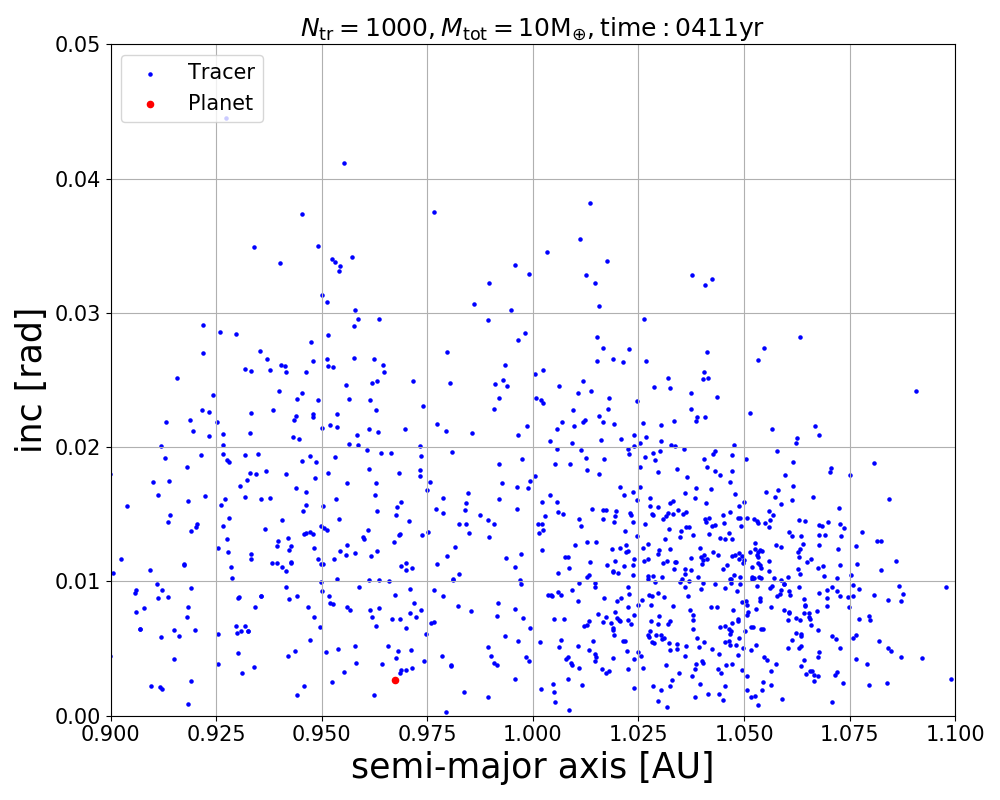 N_tr = 1000, M_tot = 10M_⊕, time : 0411yr
Tracer
Planet
inc [rad]
0.05
0.04
0.03
0.02
0.01
0.00
0.900 0.925 0.950 0.975 1.000 1.025 1.050 1.075 1.100
semi-major axis [AU]